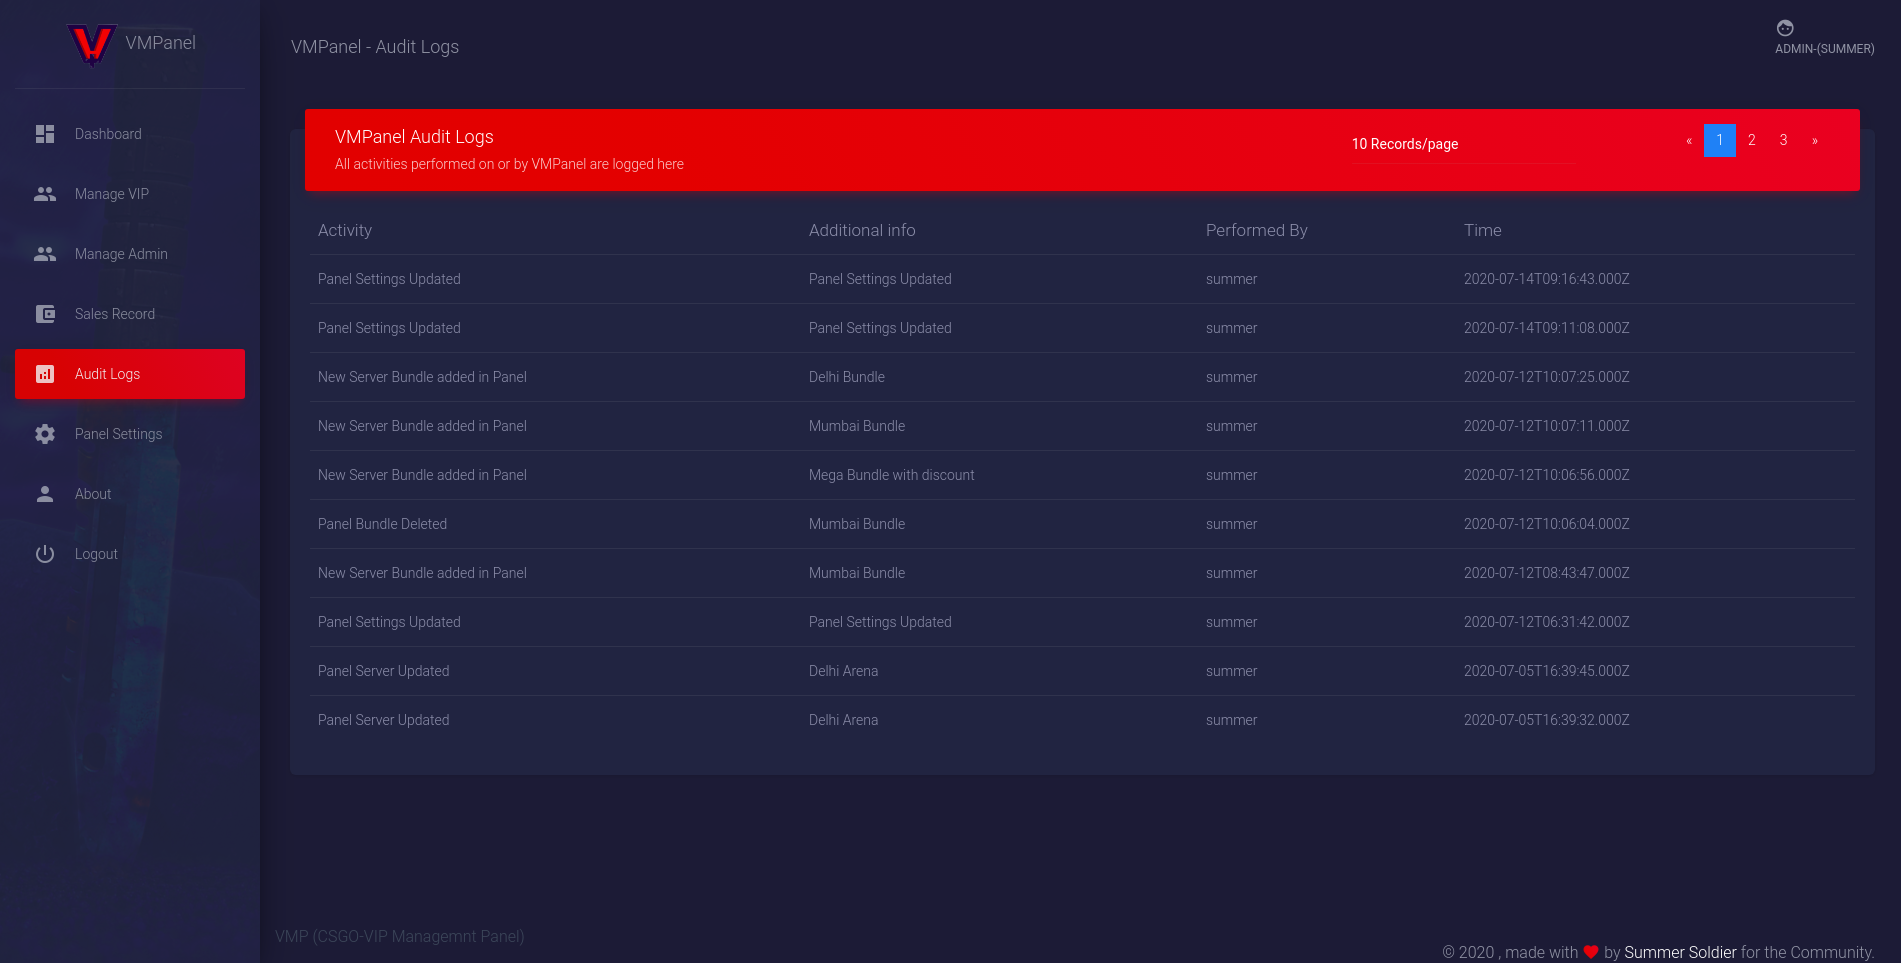 VMPanel
Dashboard
Manage VIP
Manage Admin
Sales Record
Audit Logs
Panel Settings
About
Logout
VMPanel - Audit Logs
ADMIN-(SUMMER)
VMPanel Audit Logs
All activities performed on or by VMPanel are logged here
10 Records/page
« 1 2 3 »
Activity Additional info Performed By Time
Panel Settings Updated Panel Settings Updated summer 2020-07-14T09:16:43.000Z
Panel Settings Updated Panel Settings Updated summer 2020-07-14T09:11:08.000Z
New Server Bundle added in Panel Delhi Bundle summer 2020-07-12T10:07:25.000Z
New Server Bundle added in Panel Mumbai Bundle summer 2020-07-12T10:07:11.000Z
New Server Bundle added in Panel Mega Bundle with discount summer 2020-07-12T10:06:56.000Z
Panel Bundle Deleted Mumbai Bundle summer 2020-07-12T10:06:04.000Z
New Server Bundle added in Panel Mumbai Bundle summer 2020-07-12T08:43:47.000Z
Panel Settings Updated Panel Settings Updated summer 2020-07-12T06:31:42.000Z
Panel Server Updated Delhi Arena summer 2020-07-05T16:39:45.000Z
Panel Server Updated Delhi Arena summer 2020-07-05T16:39:32.000Z
VMP (CSGO-VIP Managemnt Panel)
© 2020 , made with ♥ by Summer Soldier for the Community.